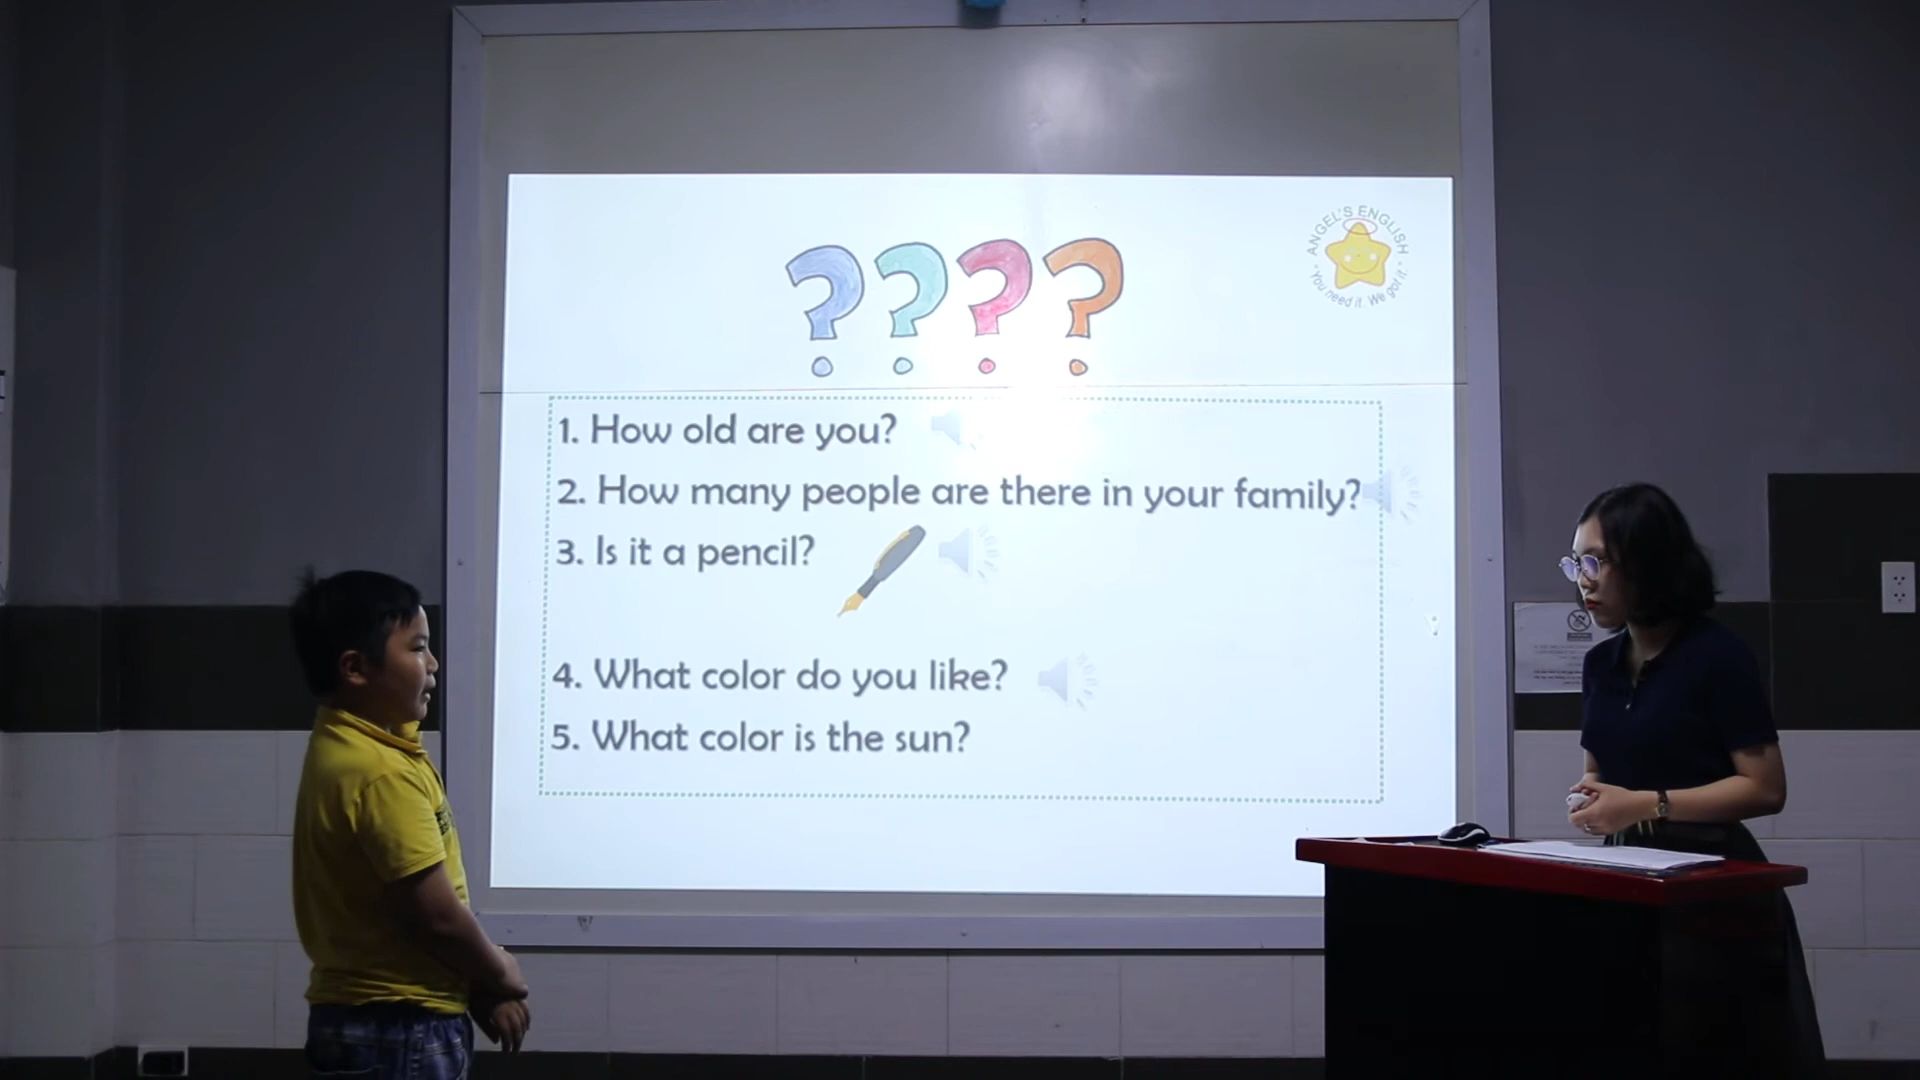 ANGEL'S ENGLISH
You need it. We got it.
1. How old are you?
2. How many people are there in your family?
3. Is it a pencil?
4. What color do you like?
5. What color is the sun?